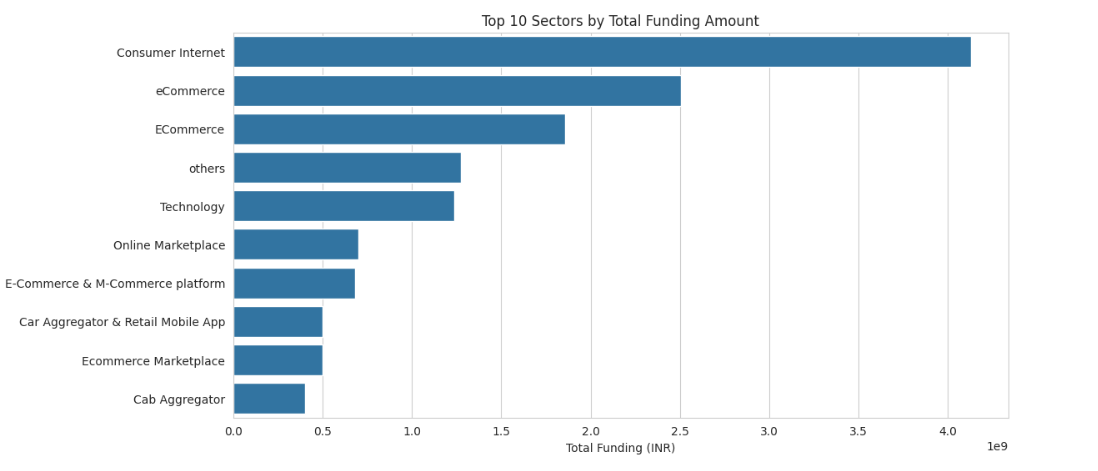 Top 10 Sectors by Total Funding Amount
Consumer Internet
eCommerce
ECommerce
others
Technology
Online Marketplace
E-Commerce & M-Commerce platform
Car Aggregator & Retail Mobile App
Ecommerce Marketplace
Cab Aggregator
0.0 0.5 1.0 1.5 2.0 2.5 3.0 3.5 4.0
1e9
Total Funding (INR)